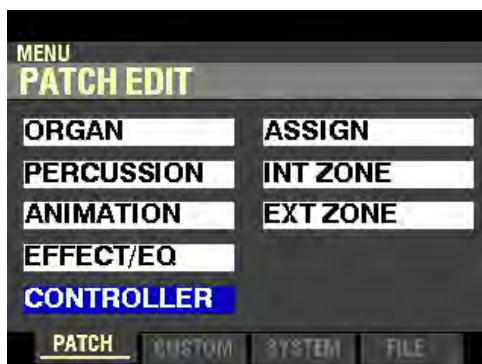 MENU
PATCH EDIT
ORGAN
ASSIGN
PERCUSSION
INT ZONE
ANIMATION
EXT ZONE
EFFECT/EQ
CONTROLLER
PATCH CUSTOM SYSTEM FILE